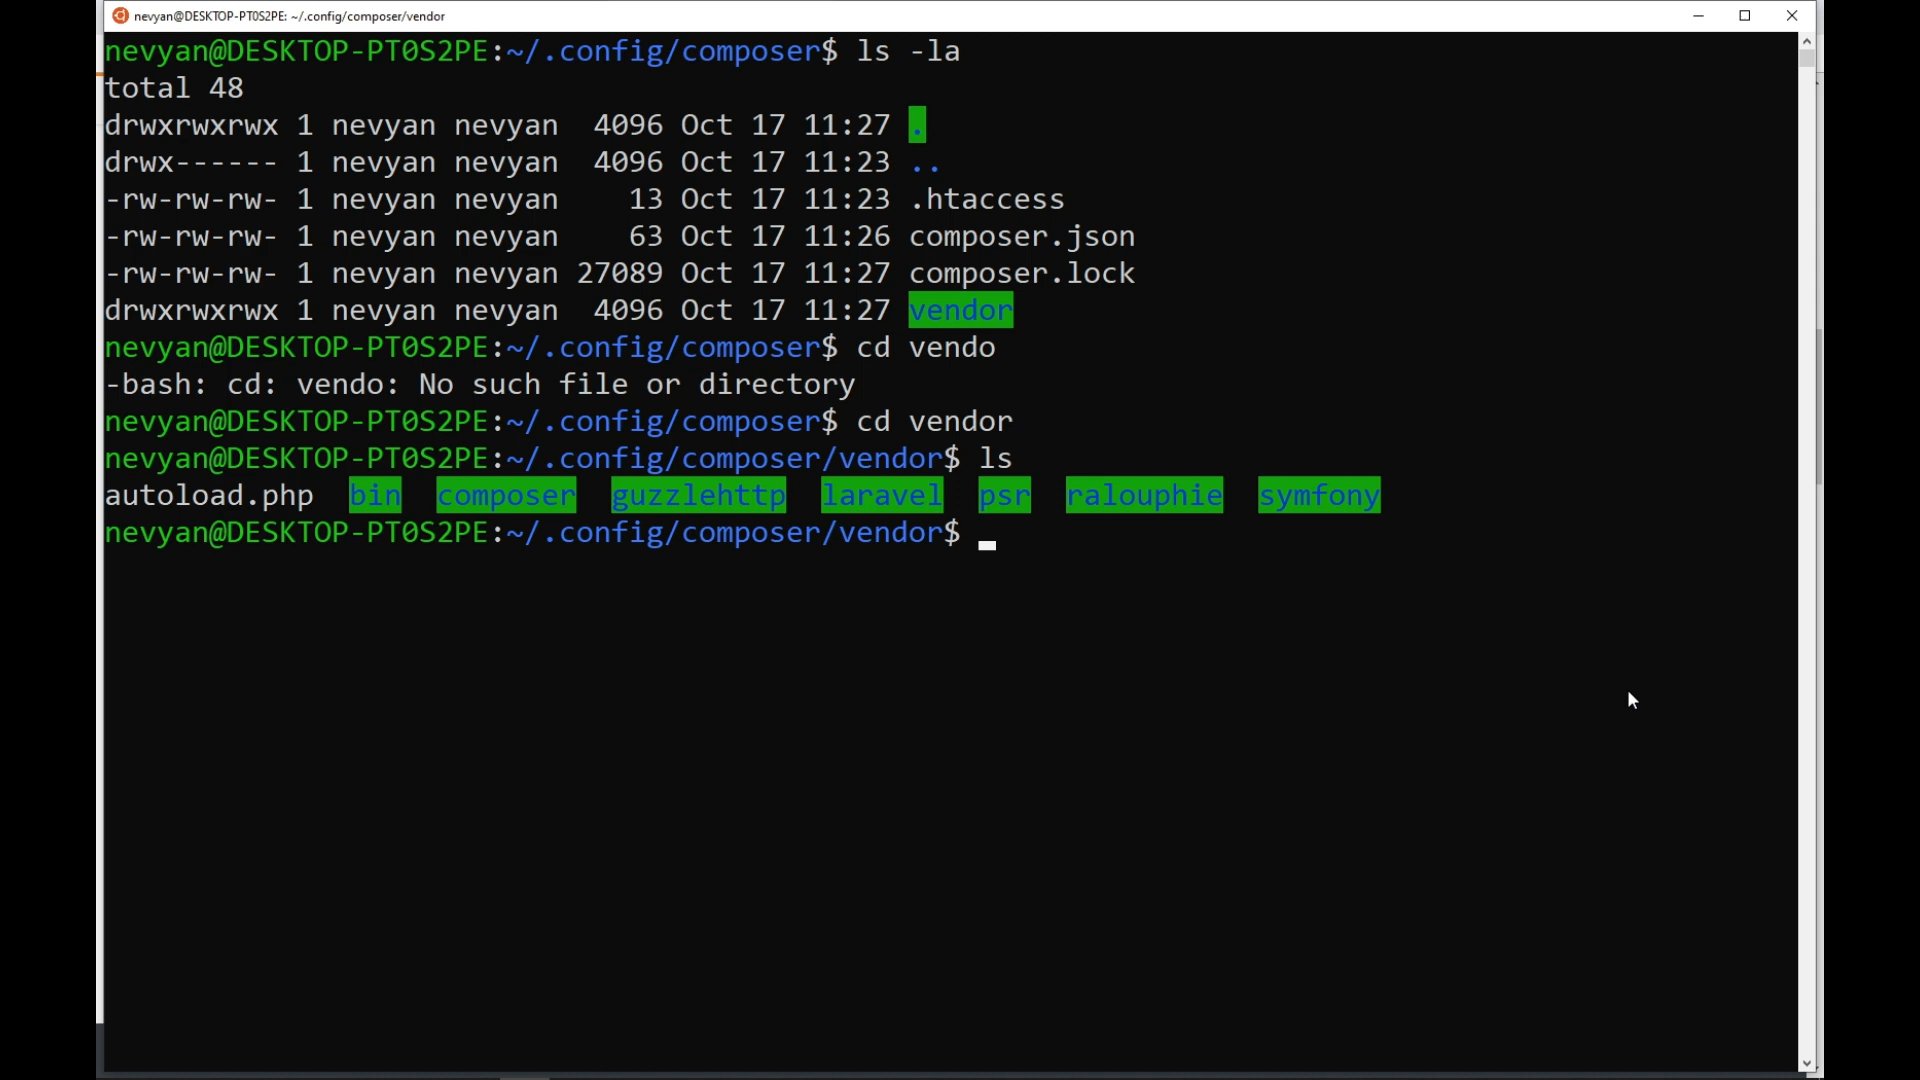 nevyan@DESKTOP-PT0S2PE: ~/.config/composer/vendor
nevyan@DESKTOP-PT0S2PE:~/.config/composer$ ls -la
total 48
drwxrwxrwx 1 nevyan nevyan  4096 Oct 17 11:27 .
drwx------ 1 nevyan nevyan  4096 Oct 17 11:23 ..
-rw-rw-rw- 1 nevyan nevyan    13 Oct 17 11:23 .htaccess
-rw-rw-rw- 1 nevyan nevyan    63 Oct 17 11:26 composer.json
-rw-rw-rw- 1 nevyan nevyan 27089 Oct 17 11:27 composer.lock
drwxrwxrwx 1 nevyan nevyan  4096 Oct 17 11:27 vendor
nevyan@DESKTOP-PT0S2PE:~/.config/composer$ cd vendo
-bash: cd: vendo: No such file or directory
nevyan@DESKTOP-PT0S2PE:~/.config/composer$ cd vendor
nevyan@DESKTOP-PT0S2PE:~/.config/composer/vendor$ ls
autoload.php  bin  composer  guzzlehttp  laravel  psr  ralouphie  symfony
nevyan@DESKTOP-PT0S2PE:~/.config/composer/vendor$